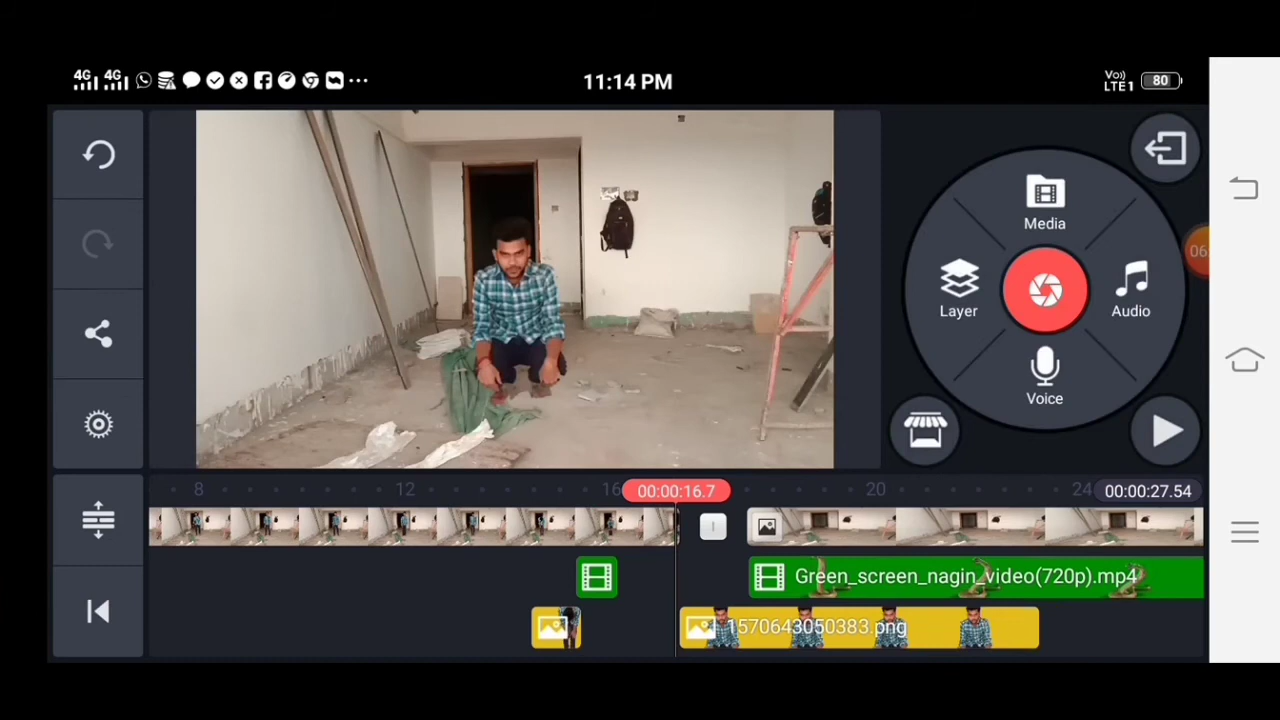 4G 4G 11:14 PM Vo)) LTE1 80
Media
06
Layer
Audio
Voice
8 12 16 00:00:16.7 20 24 00:00:27.54
Green_screen_nagin_video(720p).mp4
1570643050383.png